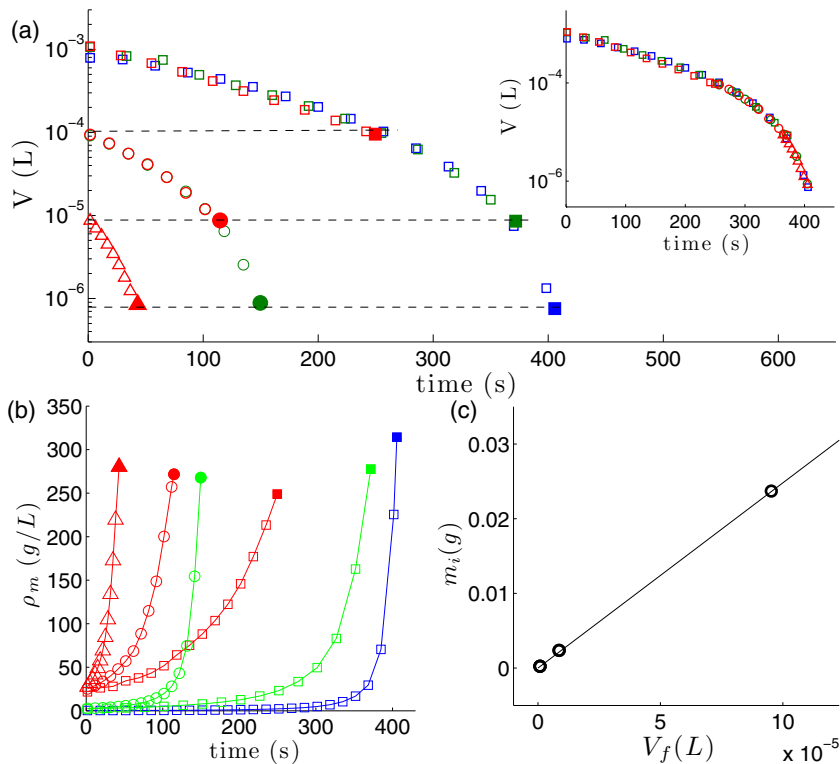 (a)
V (L)
10^{-3}
10^{-4}
10^{-5}
10^{-6}
0 100 200 300 400 500 600
time (s)
V (L)
10^{-4}
10^{-6}
0 100 200 300 400 500 600
time (s)
(b)
ρ_m (g/L)
350
300
250
200
150
100
50
0
0 100 200 300 400
time (s)
(c)
m_i(g)
0.03
0.02
0.01
0
0 5 10
x 10^{-5}
V_f(L)